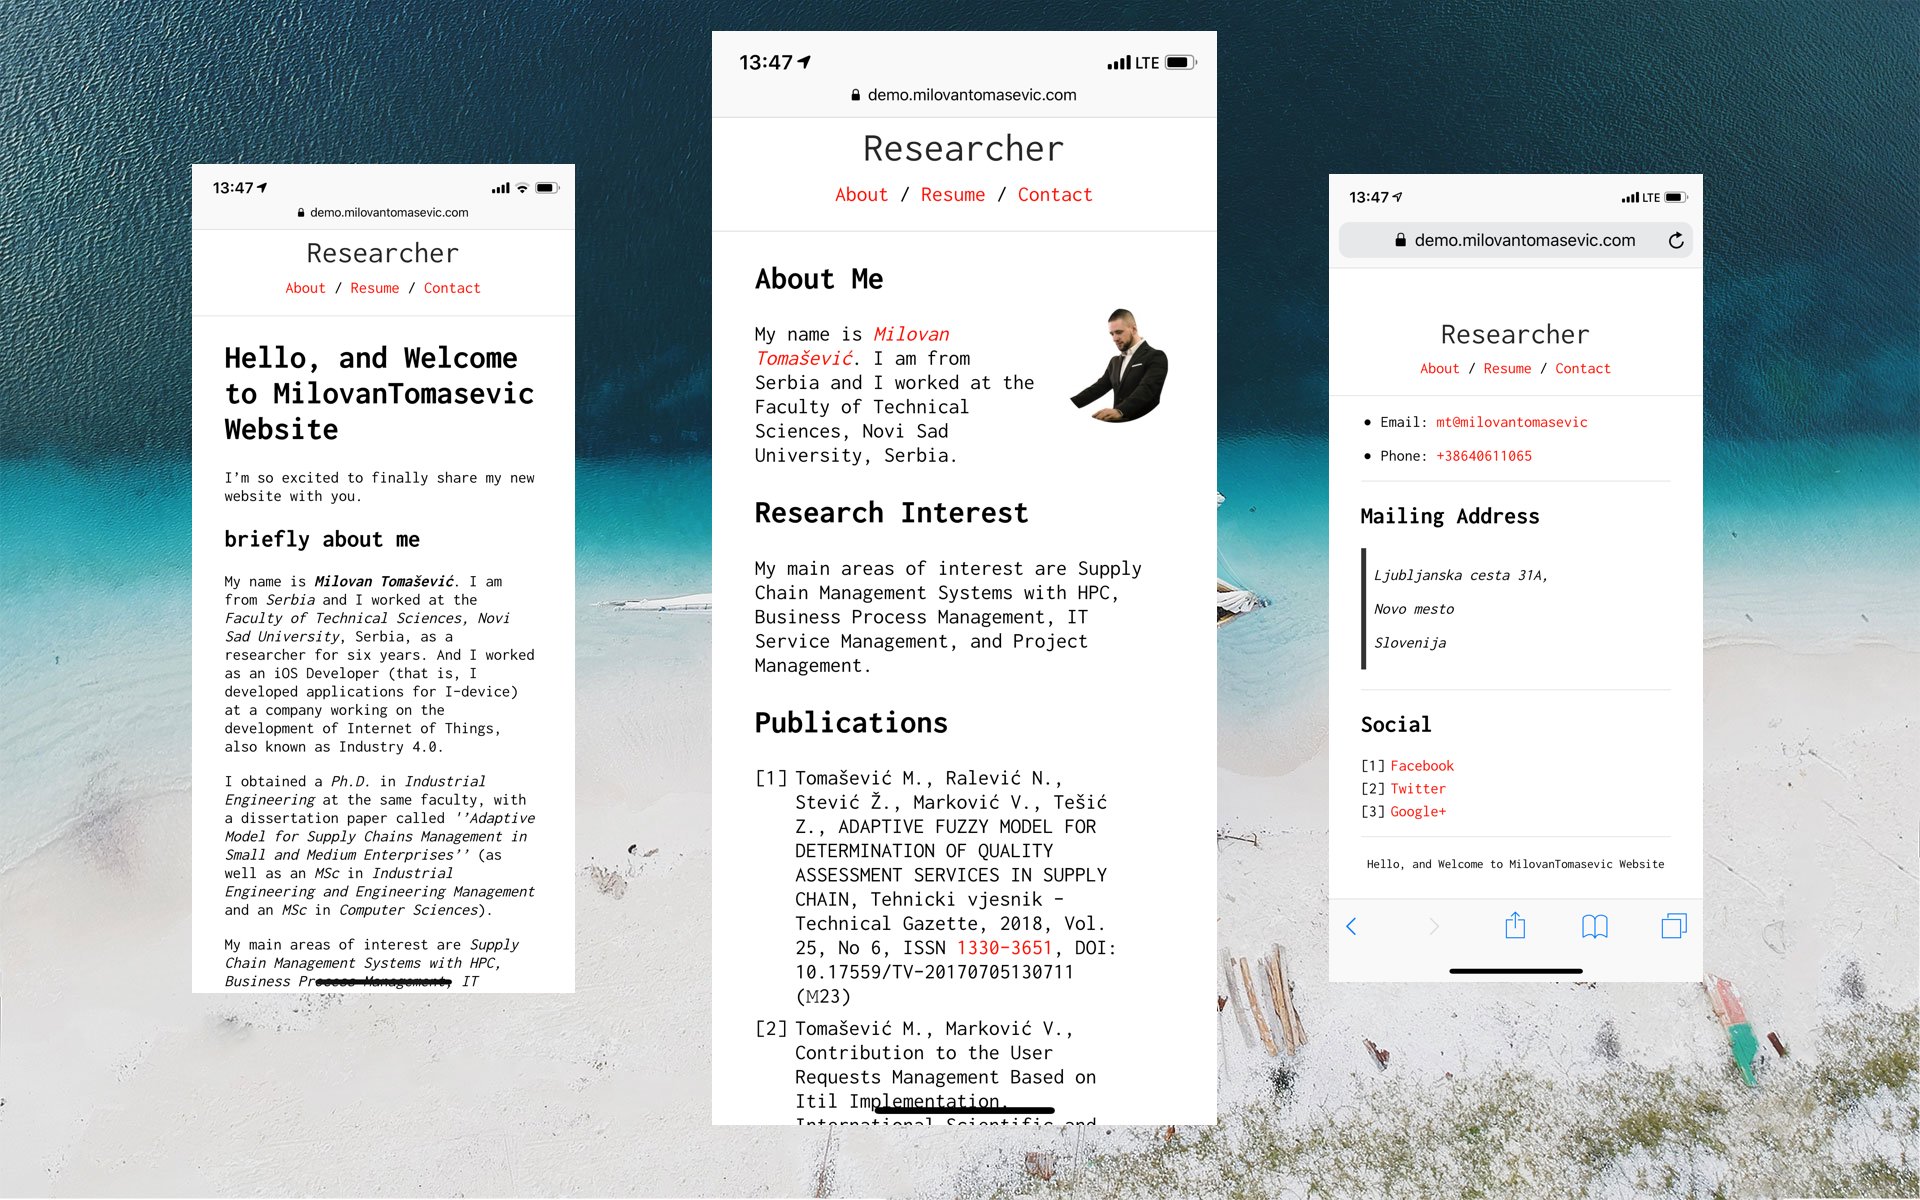 13:47
demo.milovantomasevic.com
Researcher
About / Resume / Contact
Hello, and Welcome
to MilovanTomasevic
Website
I’m so excited to finally share my new
website with you.
briefly about me
My name is Milovan Tomašević. I am
from Serbia and I worked at the
Faculty of Technical Sciences, Novi
Sad University, Serbia, as a
researcher for six years. And I worked
as an iOS Developer (that is, I
developed applications for I-device)
at a company working on the
development of Internet of Things,
also known as Industry 4.0.
I obtained a Ph.D. in Industrial
Engineering at the same faculty, with
a dissertation paper called ''Adaptive
Model for Supply Chains Management in
Small and Medium Enterprises’’ (as
well as an MSc in Industrial
Engineering and Engineering Management
and an MSc in Computer Sciences).
My main areas of interest are Supply
Chain Management Systems with HPC,
Business Process Management, IT
13:47 LTE
demo.milovantomasevic.com
Researcher
About / Resume / Contact
About Me
My name is Milovan
Tomašević. I am from
Serbia and I worked at the
Faculty of Technical
Sciences, Novi Sad
University, Serbia.
Research Interest
My main areas of interest are Supply
Chain Management Systems with HPC,
Business Process Management, IT
Service Management, and Project
Management.
Publications
[1] Tomašević M., Ralević N.,
Stević Ž., Marković V., Tešić
Z., ADAPTIVE FUZZY MODEL FOR
DETERMINATION OF QUALITY
ASSESSMENT SERVICES IN SUPPLY
CHAIN, Tehnicki vjesnik –
Technical Gazette, 2018, Vol.
25, No 6, ISSN 1330-3651, DOI:
10.17559/TV-20170705130711
(M23)
[2] Tomašević M., Marković V.,
Contribution to the User
Requests Management Based on
Itil Implementation.
International Scientific and
13:47 LTE
demo.milovantomasevic.com
Researcher
About / Resume / Contact
• Email: mt@milovantomasevic
• Phone: +38640611065
Mailing Address
Ljubljanska cesta 31A,
Novo mesto
Slovenija
Social
[1] Facebook
[2] Twitter
[3] Google+
Hello, and Welcome to MilovanTomasevic Website